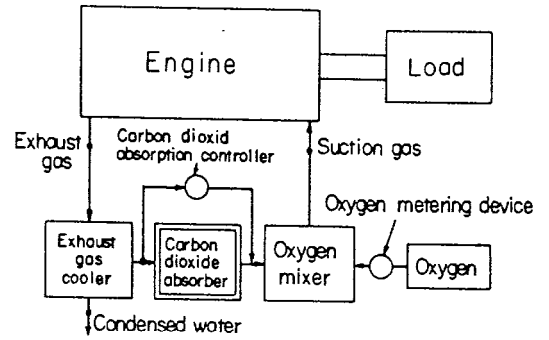 Engine
Load
Exhaust
gas
Carbon dioxid
absorption controller
Suction gas
Oxygen metering device
Exhaust
gas
cooler
Carbon
dioxide
absorber
Oxygen
mixer
Oxygen
Condensed water